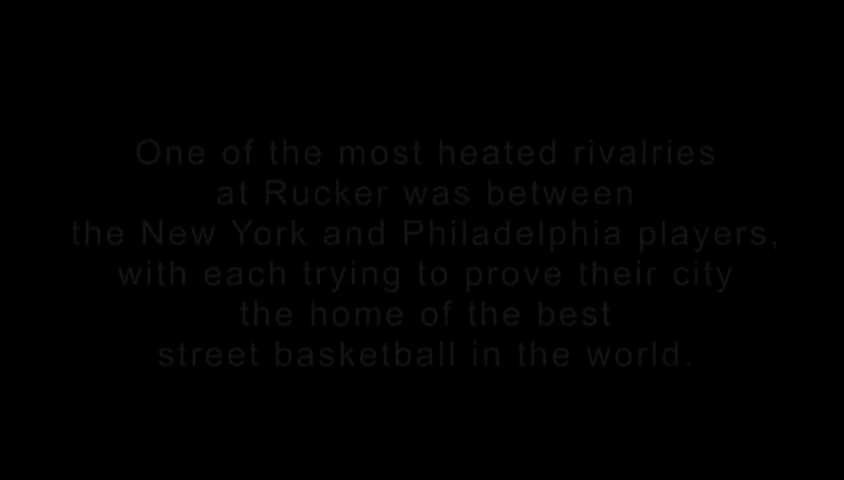 One of the most heated rivalries
at Rucker was between
the New York and Philadelphia players,
with each trying to prove their city
the home of the best
street basketball in the world.